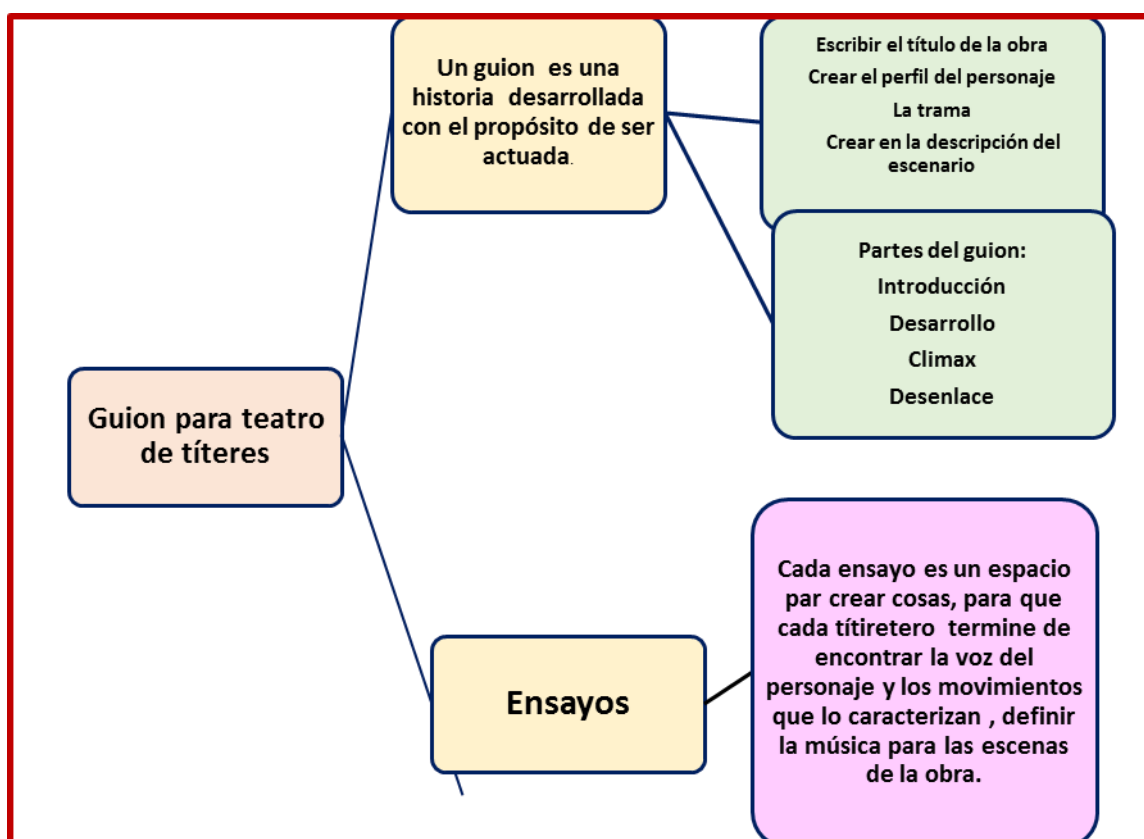 Guion para teatro
de títeres
Un guion es una
historia desarrollada
con el propósito de ser
actuada.
Escribir el título de la obra
Crear el perfil del personaje
La trama
Crear en la descripción del
escenario
Partes del guion:
Introducción
Desarrollo
Climax
Desenlace
Ensayos
Cada ensayo es un espacio
par crear cosas, para que
cada títiretero termine de
encontrar la voz del
personaje y los movimientos
que lo caracterizan , definir
la música para las escenas
de la obra.